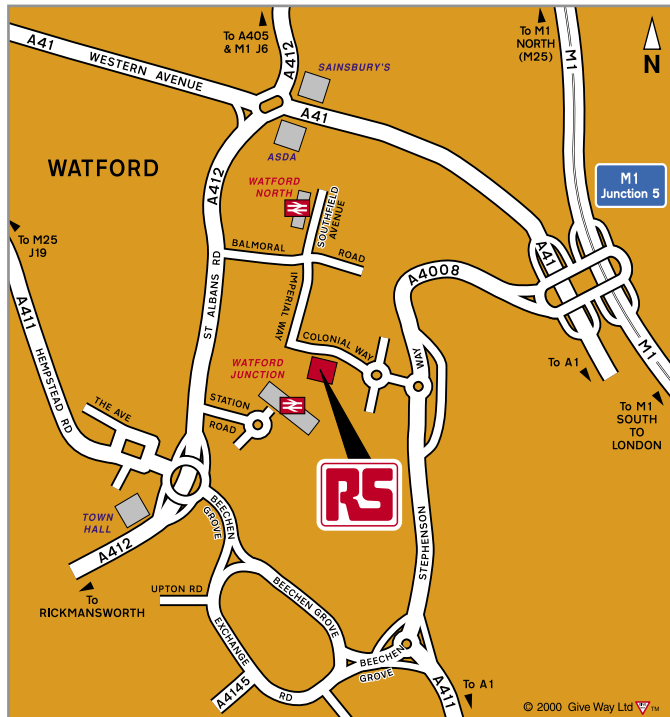 To A405
& M1 J6
To M1
NORTH
(M25)
N
A41
WESTERN AVENUE
A412
SAINSBURY'S
M1
A41
ASDA
WATFORD
A412
WATFORD
NORTH
M1
Junction 5
SOUTHFIELD
AVENUE
To M25
J19
BALMORAL
ROAD
A41
A4008
A411
ST ALBANS RD
IMPERIAL WAY
COLONIAL WAY
WAY
M1
HEMPSTEAD RD
WATFORD
JUNCTION
To A1
THE AVE
STATION
ROAD
To M1
SOUTH
TO
LONDON
RS
TOWN
HALL
BEECHEN
GROVE
STEPHENSON
A412
To
RICKMANSWORTH
UPTON RD
BEECHEN GROVE
EXCHANGE
RD
BEECHEN
GROVE
A4145
A411
To A1
© 2000 Give Way Ltd TM